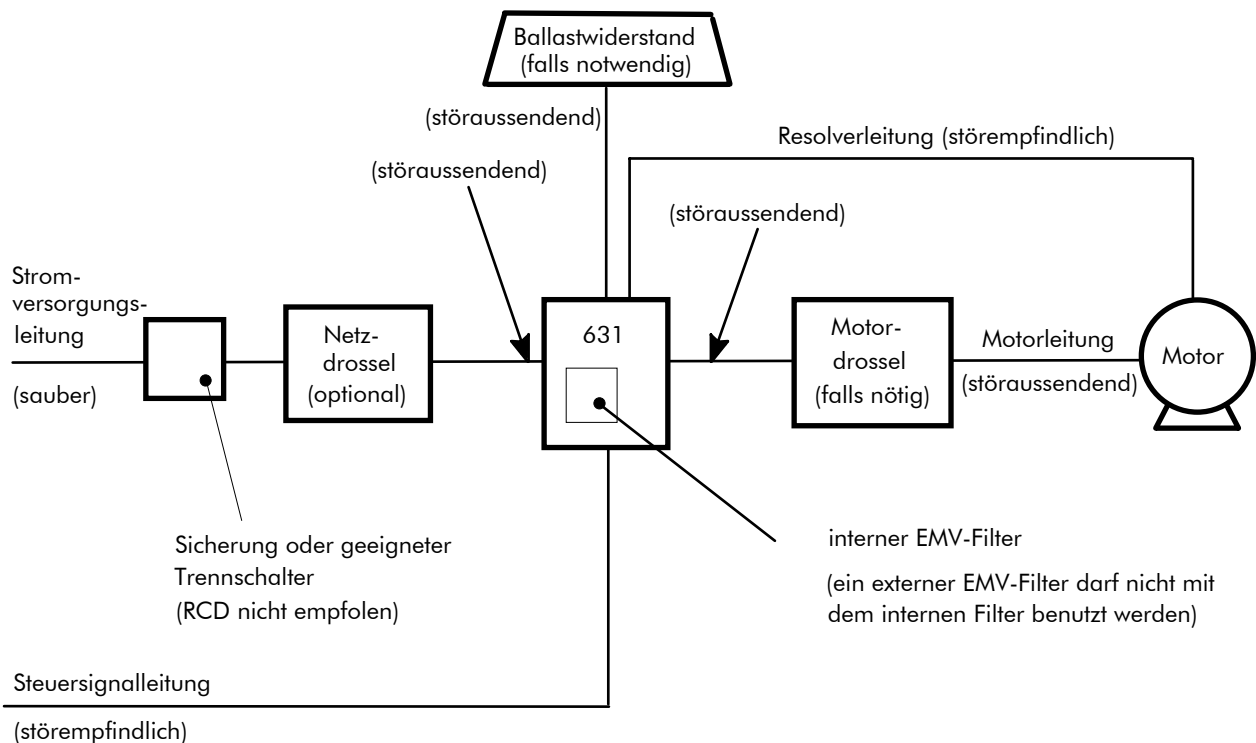 Ballastwiderstand
(falls notwendig)
(störaussendend)
Resolverleitung (störempfindlich)
(störaussendend)
(störaussendend)
Strom-
versorgungs-
leitung
(sauber)
Netz-
drossel
(optional)
631
Motor-
drossel
(falls nötig)
Motorleitung
(störaussendend)
Motor
Sicherung oder geeigneter
Trennschalter
(RCD nicht empfolen)
interner EMV-Filter
(ein externer EMV-Filter darf nicht mit
dem internen Filter benutzt werden)
Steuersignalleitung
(störempfindlich)